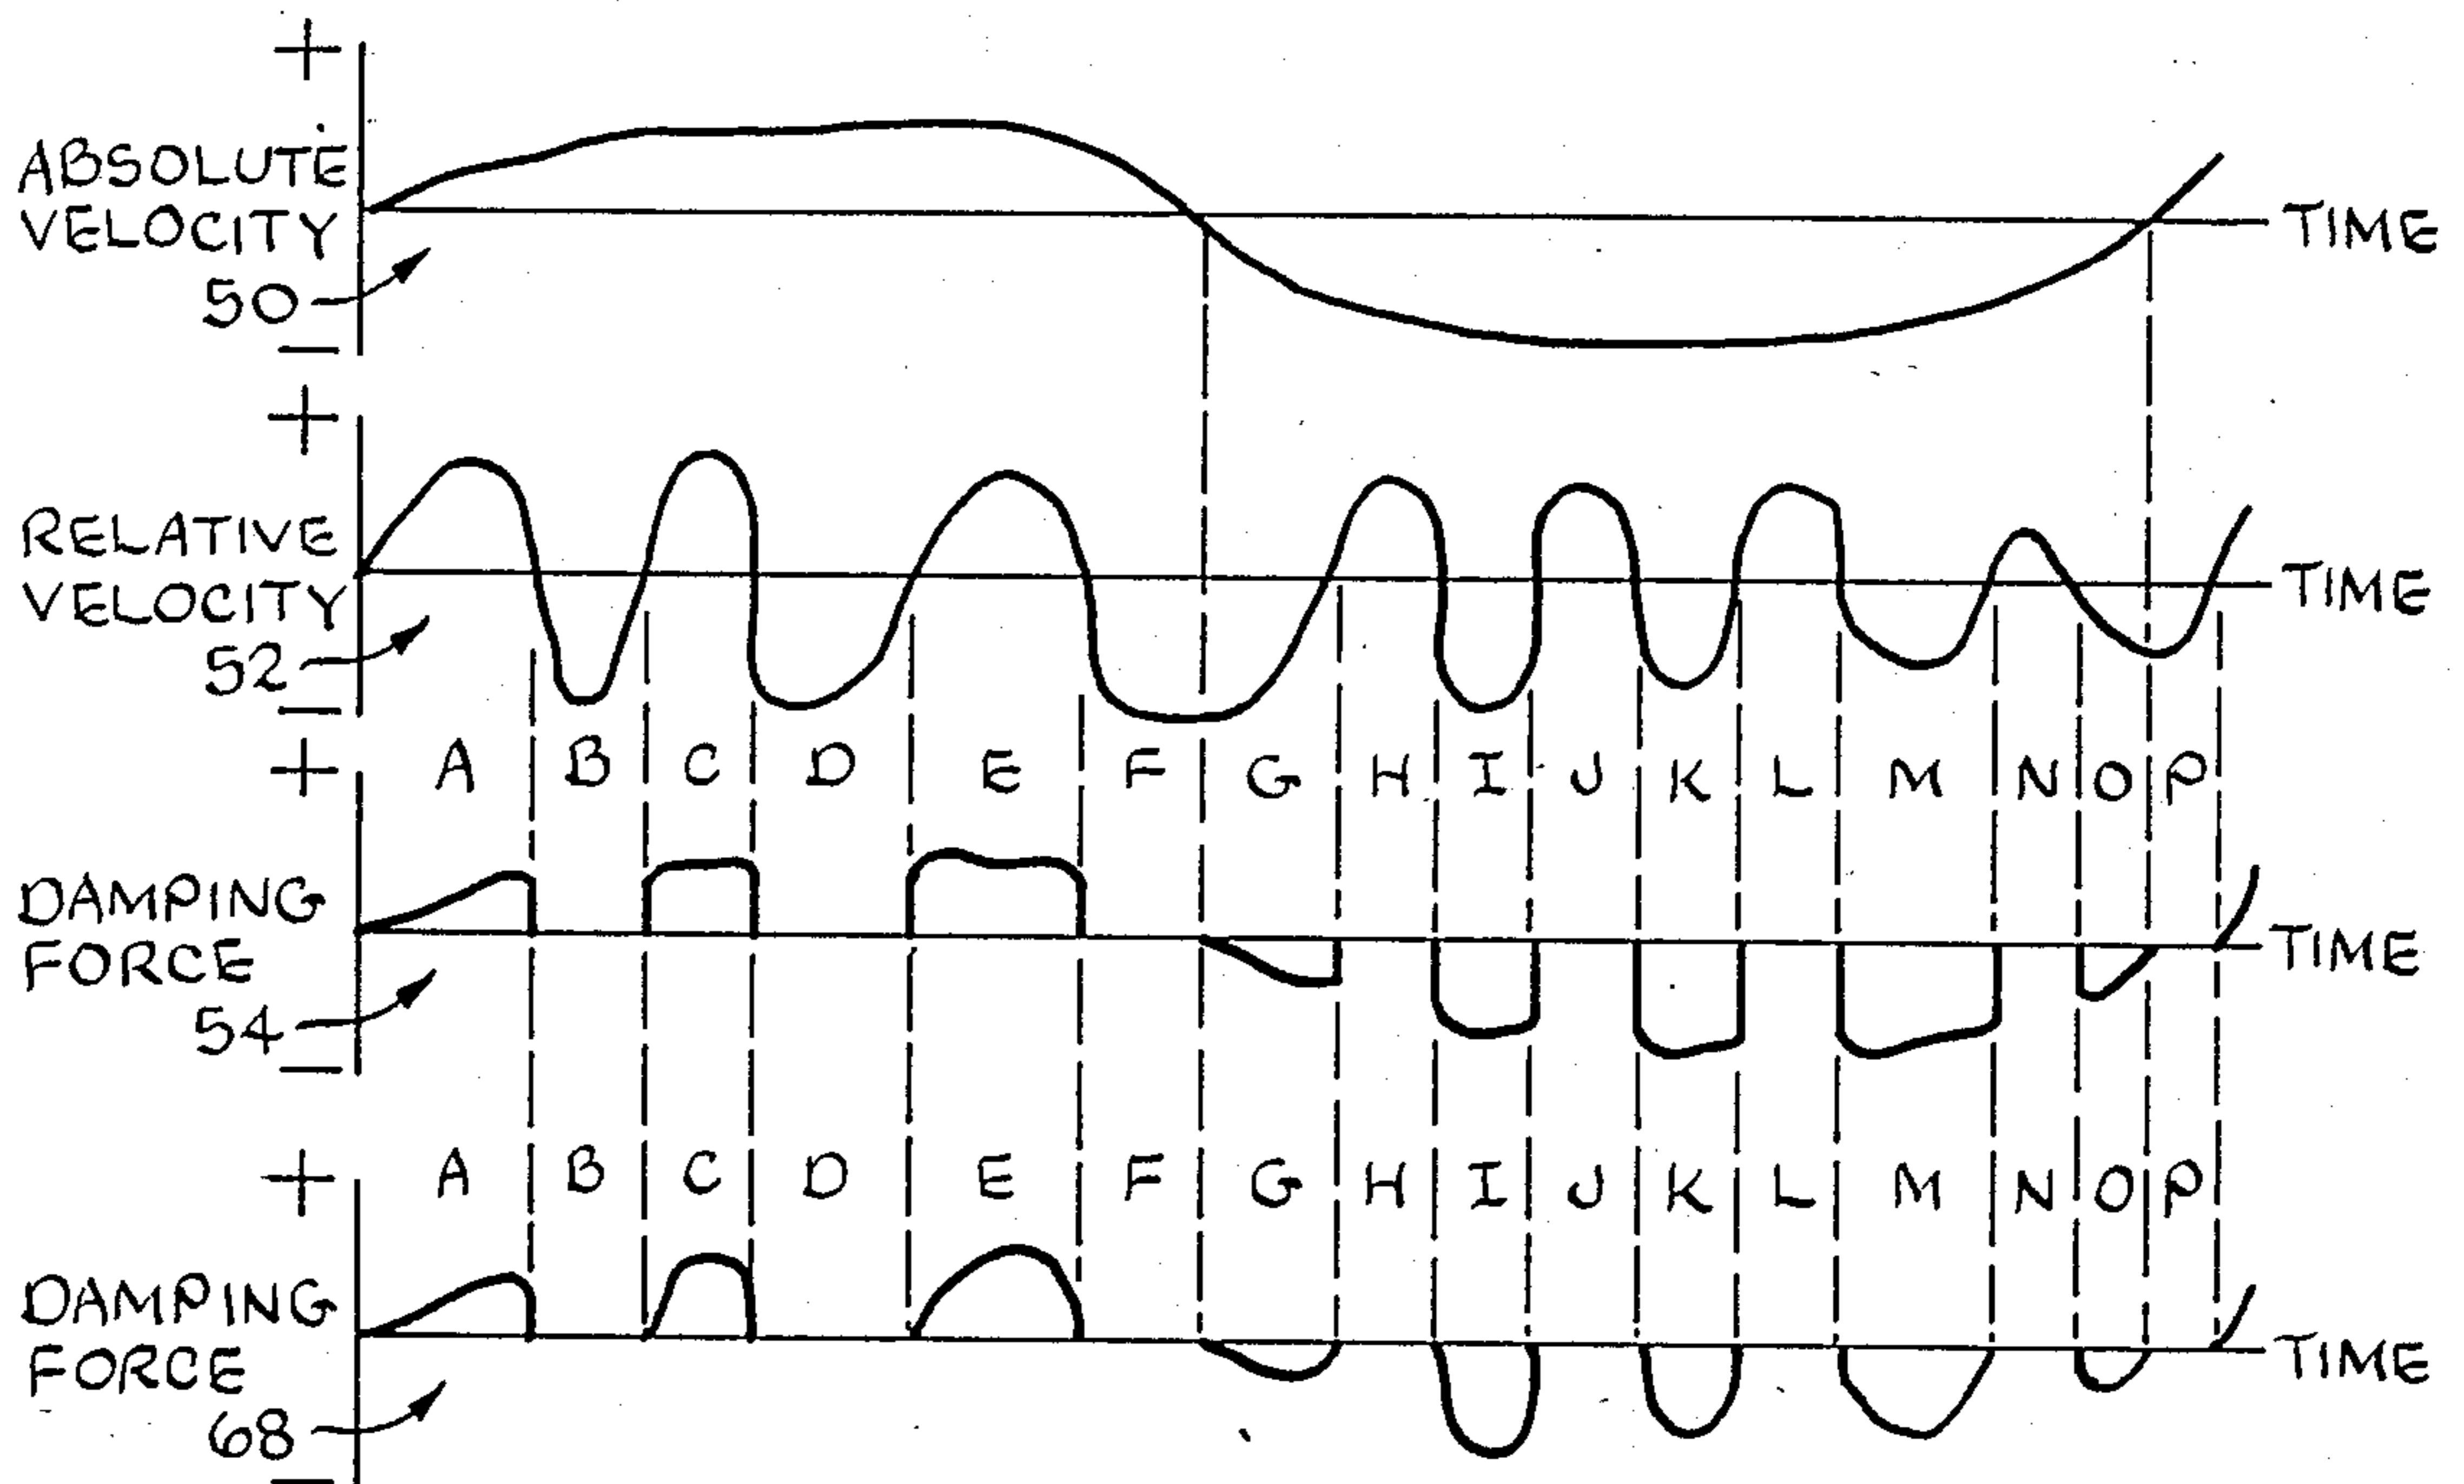 +
ABSOLUTE
VELOCITY
50
−
TIME
+
RELATIVE
VELOCITY
52
−
TIME
+
A B C D E F G H I J K L M N O P
DAMPING
FORCE
54
−
TIME
+
A B C D E F G H I J K L M N O P
DAMPING
FORCE
68
−
TIME